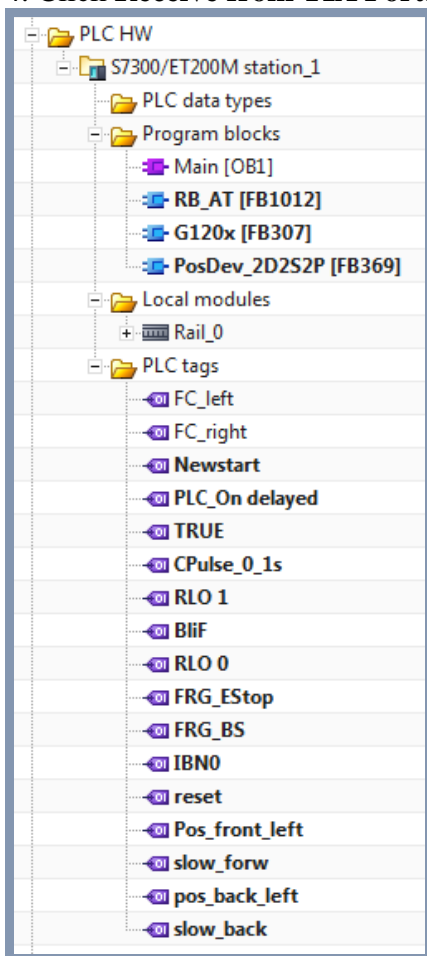 PLC HW
S7300/ET200M station_1
PLC data types
Program blocks
Main [OB1]
RB_AT [FB1012]
G120x [FB307]
PosDev_2D2S2P [FB369]
Local modules
Rail_0
PLC tags
FC_left
FC_right
Newstart
PLC_On delayed
TRUE
CPulse_0_1s
RLO 1
BliF
RLO 0
FRG_EStop
FRG_BS
IBN0
reset
Pos_front_left
slow_forw
pos_back_left
slow_back